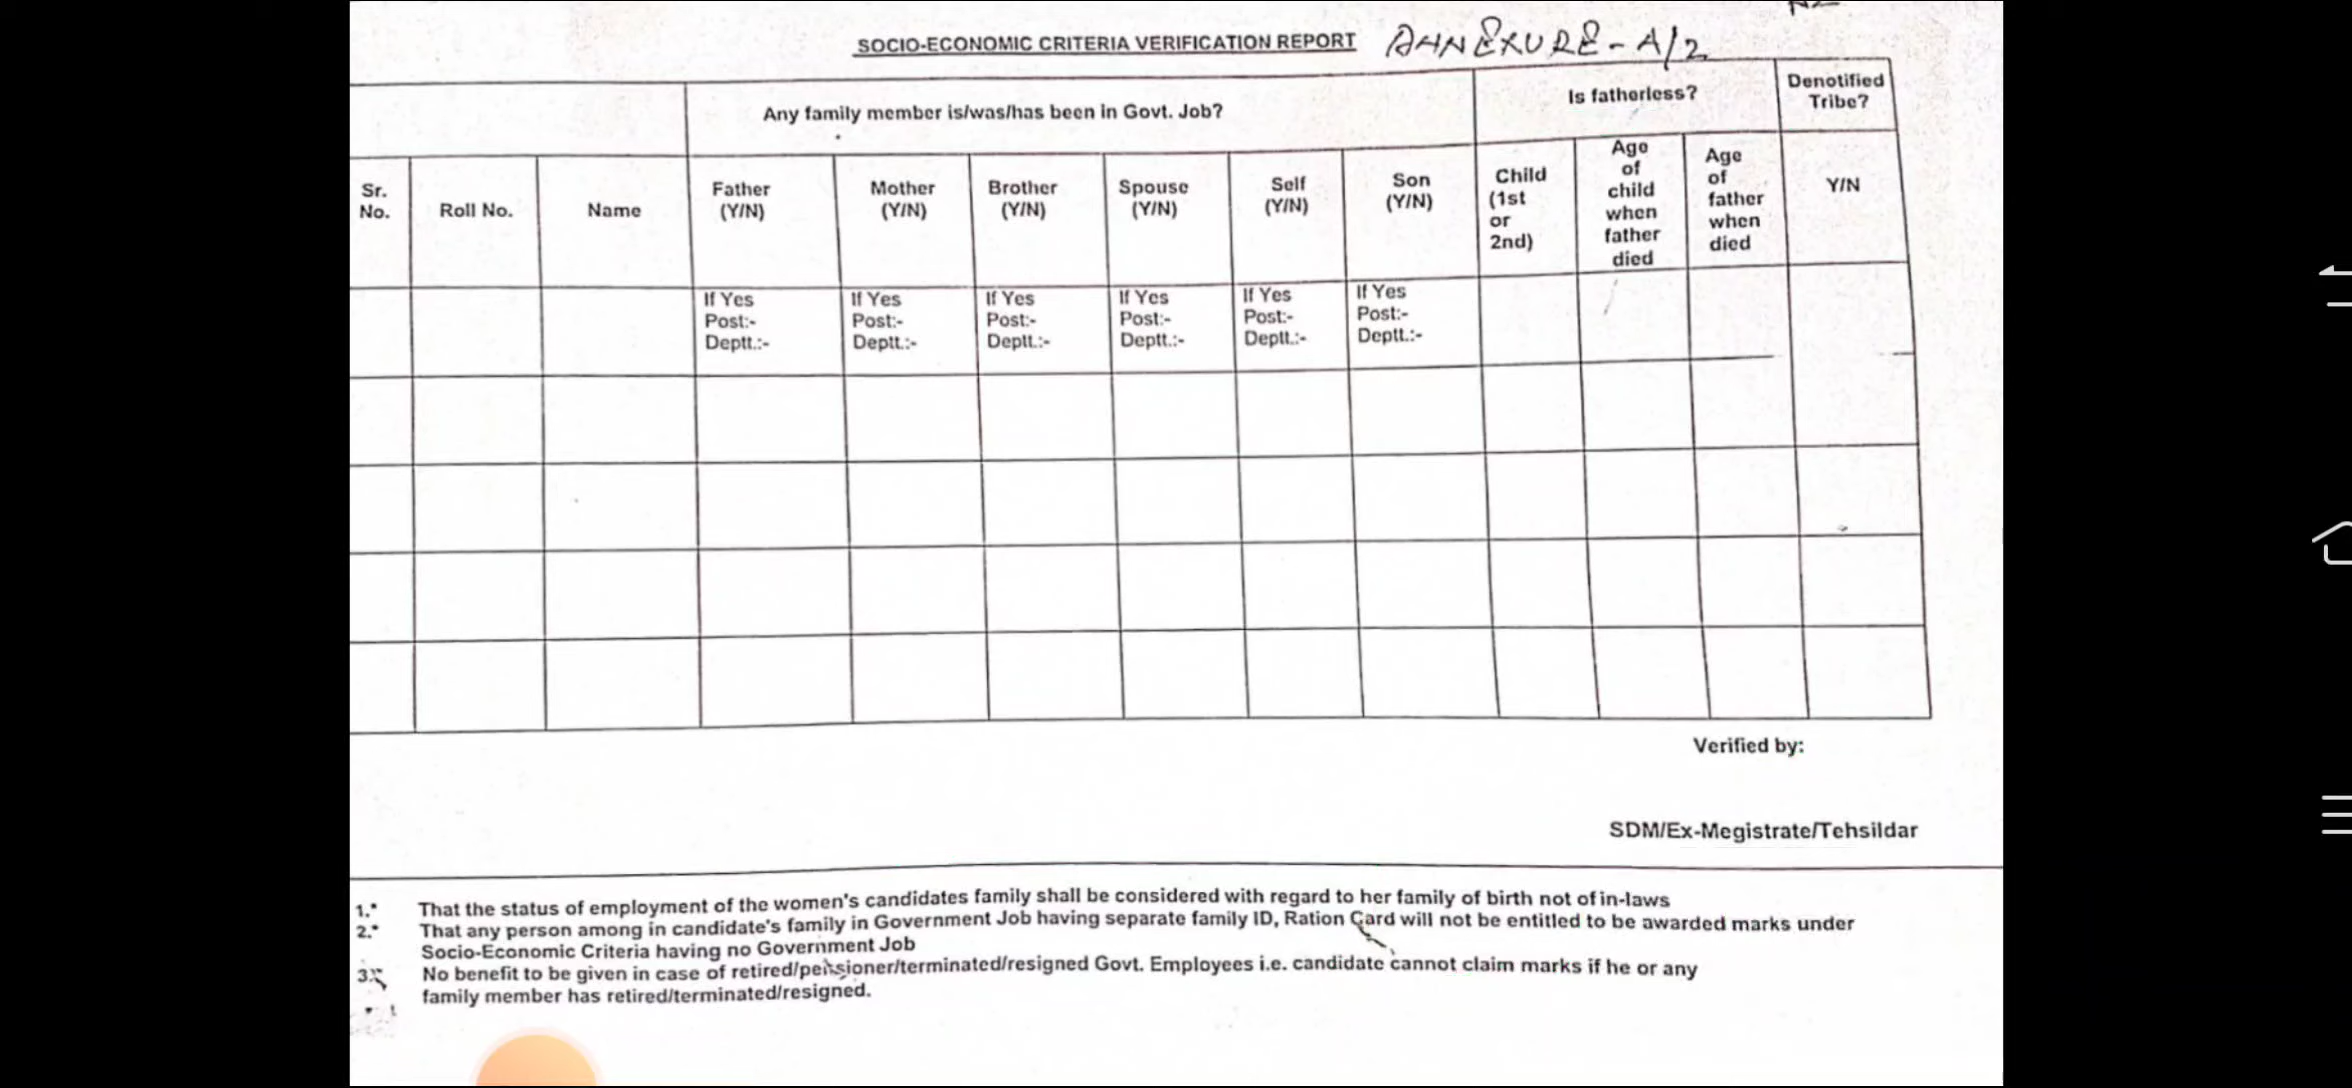 SOCIO-ECONOMIC CRITERIA VERIFICATION REPORT ANNEXURE-A/2
Any family member is/was/has been in Govt. Job?
Is fatherless?
Denotified
Tribe?
Sr.
No.
Roll No.
Name
Father
(Y/N)
Mother
(Y/N)
Brother
(Y/N)
Spouse
(Y/N)
Self
(Y/N)
Son
(Y/N)
Child
(1st
or
2nd)
Age
of
child
when
father
died
Age
of
father
when
died
Y/N
If Yes
Post:-
Deptt.:-
If Yes
Post:-
Deptt.:-
If Yes
Post:-
Deptt.:-
If Yes
Post:-
Deptt.:-
If Yes
Post:-
Deptt.:-
If Yes
Post:-
Deptt.:-
Verified by:
SDM/Ex-Megistrate/Tehsildar
1.* That the status of employment of the women's candidates family shall be considered with regard to her family of birth not of in-laws
2.* That any person among in candidate's family in Government Job having separate family ID, Ration Card will not be entitled to be awarded marks under
Socio-Economic Criteria having no Government Job
3.* No benefit to be given in case of retired/pensioner/terminated/resigned Govt. Employees i.e. candidate cannot claim marks if he or any
family member has retired/terminated/resigned.